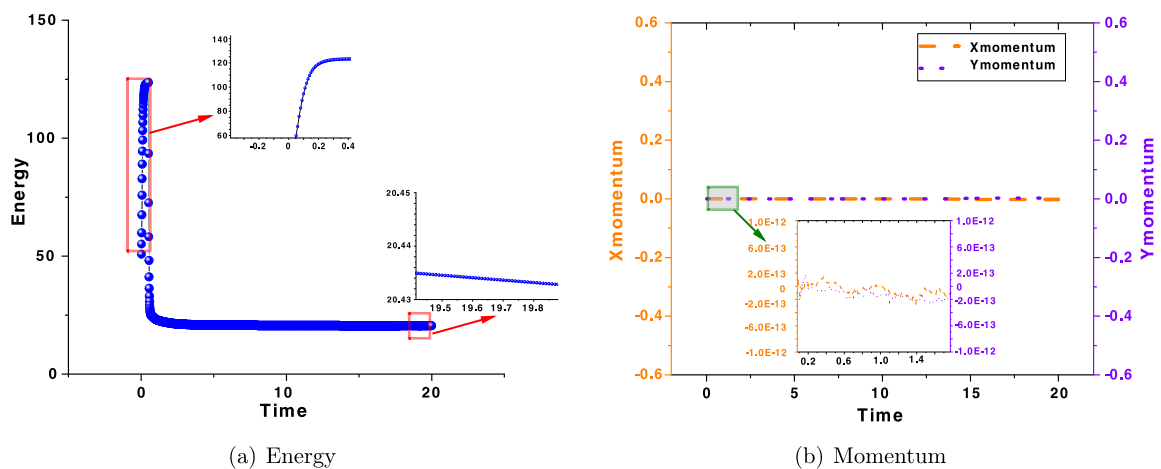 150
100
50
0
Energy
0
10
20
Time
140
120
100
80
60
-0.2
0
0.2
0.4
20.45
20.44
20.43
19.5
19.6
19.7
19.8
(a) Energy
0.6
0.4
0.2
0.0
-0.2
-0.4
-0.6
Xmomentum
0
5
10
15
20
Time
0.6
0.4
0.2
0.0
-0.2
-0.4
-0.6
Ymomentum
Xmomentum
Ymomentum
1.0E-12
6.0E-13
2.0E-13
0
-2.0E-13
-6.0E-13
-1.0E-12
0.2
0.6
1.0
1.4
1.0E-12
6.0E-13
2.0E-13
0
-2.0E-13
-6.0E-13
-1.0E-12
(b) Momentum